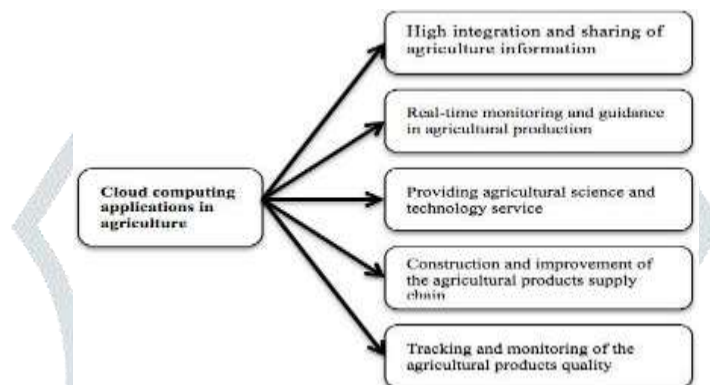 High integration and sharing of
agriculture information
Real-time monitoring and guidance
in agricultural production
Cloud computing
applications in
agriculture
Providing agricultural science and
technology service
Construction and improvement of
the agricultural products supply
chain
Tracking and monitoring of the
agricultural products quality